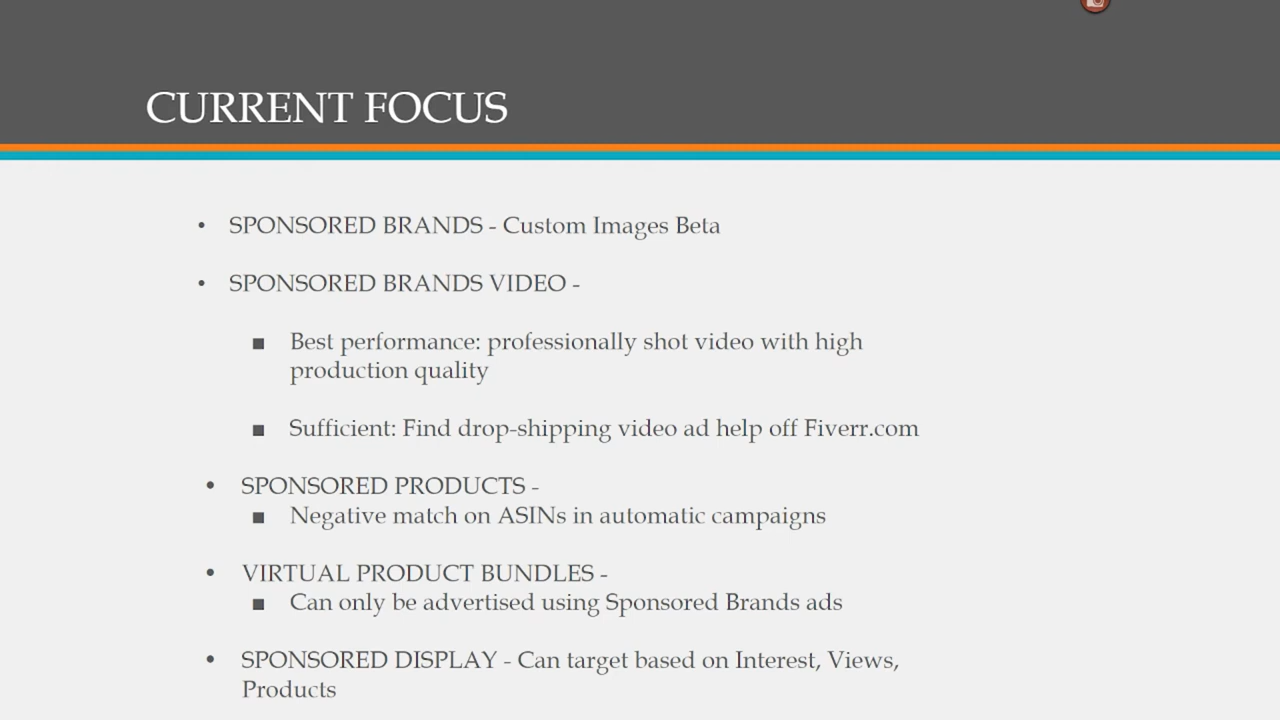 CURRENT FOCUS
• SPONSORED BRANDS - Custom Images Beta
• SPONSORED BRANDS VIDEO -
■ Best performance: professionally shot video with high
production quality
■ Sufficient: Find drop-shipping video ad help off Fiverr.com
• SPONSORED PRODUCTS -
■ Negative match on ASINs in automatic campaigns
• VIRTUAL PRODUCT BUNDLES -
■ Can only be advertised using Sponsored Brands ads
• SPONSORED DISPLAY - Can target based on Interest, Views,
Products